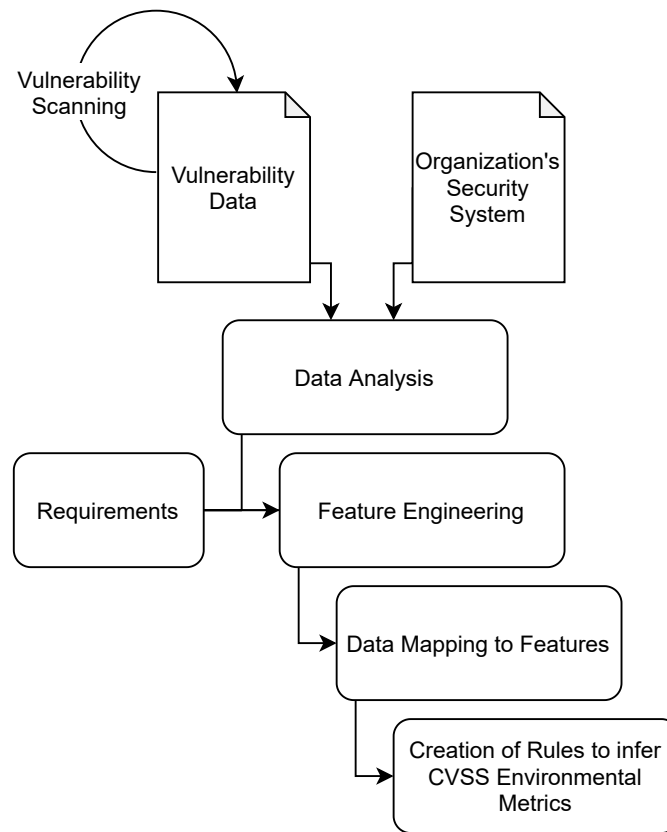 Vulnerability
Scanning
Vulnerability
Data
Organization's
Security
System
Data Analysis
Requirements
Feature Engineering
Data Mapping to Features
Creation of Rules to infer
CVSS Environmental
Metrics